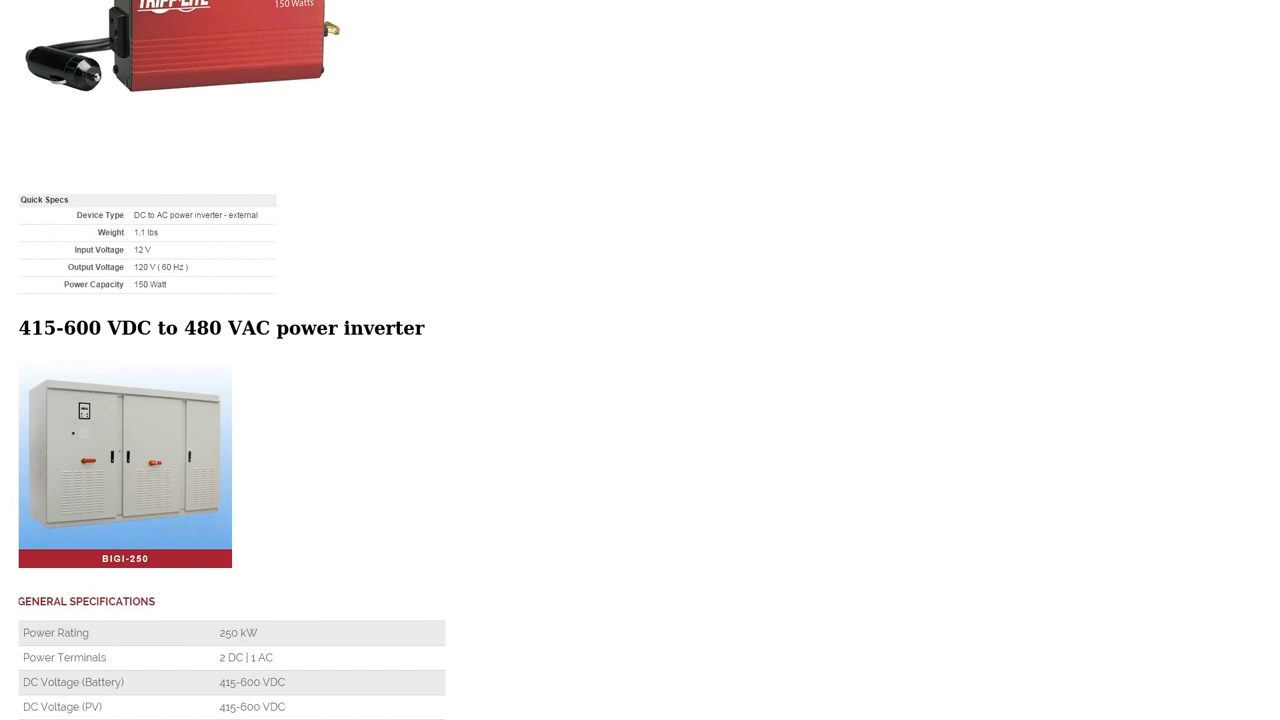 TRIPP-LITE
150 Watts
Quick Specs
Device Type DC to AC power inverter - external
Weight 1.1 lbs
Input Voltage 12 V
Output Voltage 120 V ( 60 Hz )
Power Capacity 150 Watt
415-600 VDC to 480 VAC power inverter
BIGI-250
GENERAL SPECIFICATIONS
Power Rating 250 kW
Power Terminals 2 DC | 1 AC
DC Voltage (Battery) 415-600 VDC
DC Voltage (PV) 415-600 VDC